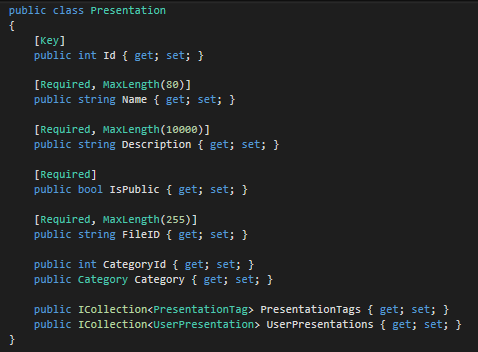 public class Presentation
{
    [Key]
    public int Id { get; set; }

    [Required, MaxLength(80)]
    public string Name { get; set; }

    [Required, MaxLength(10000)]
    public string Description { get; set; }

    [Required]
    public bool IsPublic { get; set; }

    [Required, MaxLength(255)]
    public string FileID { get; set; }

    public int CategoryId { get; set; }
    public Category Category { get; set; }

    public ICollection<PresentationTag> PresentationTags { get; set; }
    public ICollection<UserPresentation> UserPresentations { get; set; }
}